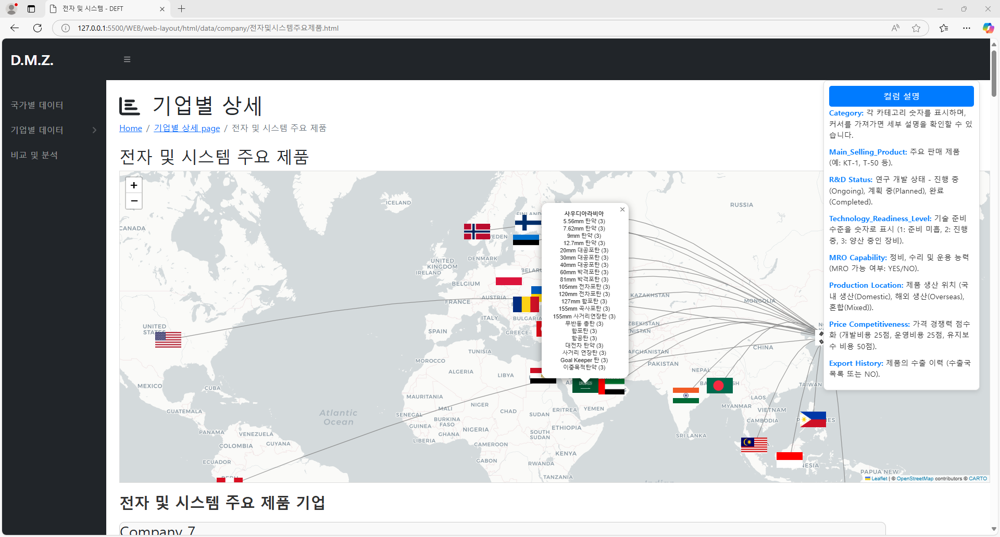 전자 및 시스템 - DEFT
127.0.0.1:5500/WEB/web-layout/html/data/company/전자및시스템주요제품.html
D.M.Z.
국가별 데이터
기업별 데이터
비교 및 분석
기업별 상세
Home / 기업별 상세 page / 전자 및 시스템 주요 제품
전자 및 시스템 주요 제품
+
−
ICELAND
RUSSIA
CANADA
FINLAND
DENMARK
UNITED
KINGDOM
IRELAND
BELGIUM
AUSTRIA
FRANCE
ITALY
BULGARIA
SPAIN
GREECE
KAZAKHSTAN
MONGOLIA
UNITED
STATES
CHINA
AFGHANISTAN
TUNISIA
PAKISTAN
MOROCCO
NEPAL
ALGERIA
LIBYA
MEXICO
CUBA
TAIWAN
MAURITANIA
MALI
NIGER
LAOS
MYANMAR
GUATEMALA
Atlantic
Ocean
SENEGAL
CHAD
SUDAN
ERITREA
YEMEN
VIETNAM
BURKINA
FASO
CAMBODIA
GUINEA
NIGERIA
ETHIOPIA
PANAMA
VENEZUELA
GHANA
SOUTH
SUDAN
SRI LANKA
LIBERIA
COLOMBIA
GUYANA
CAMEROON
KENYA
ECUADOR
GABON
RWANDA
PERU
TANZANIA
PAPUA NEW
사우디아라비아
5.56mm 탄약 (3)
7.62mm 탄약 (3)
9mm 탄약 (3)
12.7mm 탄약 (3)
20mm 대공포탄 (3)
30mm 대공포탄 (3)
40mm 대공포탄 (3)
60mm 박격포탄 (3)
81mm 박격포탄 (3)
105mm 전차포탄 (3)
120mm 전차포탄 (3)
127mm 함포탄 (3)
155mm 곡사포탄 (3)
155mm 사거리연장탄 (3)
무반동 총탄 (3)
함포탄 (3)
항공탄 (3)
대전차 탄약 (3)
사거리 연장탄 (3)
Goal Keeper 탄 (3)
이중목적탄약 (3)
×
컬럼 설명
Category: 각 카테고리 숫자를 표시하며,
커서를 가져가면 세부 설명을 확인할 수 있
습니다.
Main_Selling_Product: 주요 판매 제품
(예: KT-1, T-50 등).
R&D Status: 연구 개발 상태 - 진행 중
(Ongoing), 계획 중(Planned), 완료
(Completed).
Technology_Readiness_Level: 기술 준비
수준을 숫자로 표시 (1: 준비 미흡, 2: 진행
중, 3: 양산 중인 장비).
MRO Capability: 정비, 수리 및 운용 능력
(MRO 가능 여부: YES/NO).
Production Location: 제품 생산 위치 (국
내 생산(Domestic), 해외 생산(Overseas),
혼합(Mixed)).
Price Competitiveness: 가격 경쟁력 점수
화 (개발비용 25점, 운영비용 25점, 유지보
수 비용 50점).
Export History: 제품의 수출 이력 (수출국
목록 또는 NO).
Leaflet | © OpenStreetMap contributors © CARTO
전자 및 시스템 주요 제품 기업
Company 7